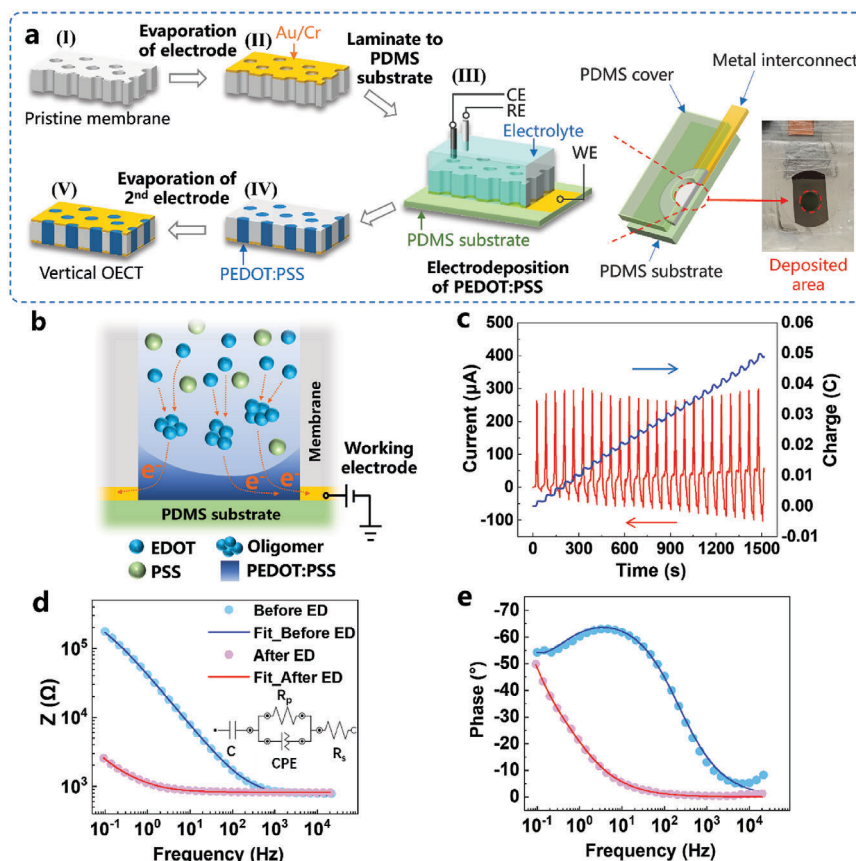 a
(I)
Evaporation
of electrode
(II)
Au/Cr
Laminate to
PDMS
substrate
(III)
CE
RE
Electrolyte
WE
Pristine membrane
PDMS cover
Metal interconnect
(V)
Evaporation of
2nd electrode
(IV)
Vertical OECT
PEDOT:PSS
PDMS substrate
Electrodeposition
of PEDOT:PSS
PDMS substrate
Deposited
area
b
Membrane
Working
electrode
e-
e-
e-
PDMS substrate
EDOT
Oligomer
PSS
PEDOT:PSS
c
500
400
300
200
100
0
-100
Current (μA)
0.06
0.05
0.04
0.03
0.02
0.01
0.00
-0.01
Charge (C)
0 300 600 900 1200 1500
Time (s)
d
Before ED
Fit_Before ED
After ED
Fit_After ED
Rp
C
CPE
Rs
10^5
10^4
10^3
Z (Ω)
10^-1 10^0 10^1 10^2 10^3 10^4
Frequency (Hz)
e
-70
-60
-50
-40
-30
-20
-10
0
Phase (°)
10^-1 10^0 10^1 10^2 10^3 10^4
Frequency (Hz)